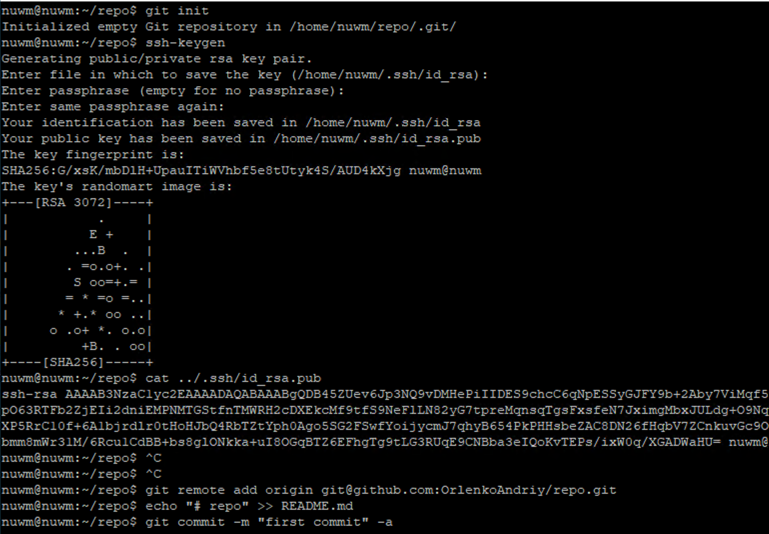 nuwm@nuwm:~/repo$ git init
Initialized empty Git repository in /home/nuwm/repo/.git/
nuwm@nuwm:~/repo$ ssh-keygen
Generating public/private rsa key pair.
Enter file in which to save the key (/home/nuwm/.ssh/id_rsa):
Enter passphrase (empty for no passphrase):
Enter same passphrase again:
Your identification has been saved in /home/nuwm/.ssh/id_rsa
Your public key has been saved in /home/nuwm/.ssh/id_rsa.pub
The key fingerprint is:
SHA256:G/xsK/mbDlH+UpauITiWVhbf5e8tUtyk4S/AUD4kXjg nuwm@nuwm
The key's randomart image is:
+---[RSA 3072]----+
|           .     |
|          E +    |
|        ...B  .  |
|       . =o.o+. .|
|        S oo=+.= |
|       = * =o =..|
|      * +.* oo ..|
|     o .o+ *. o.o|
|         +B. . oo|
+----[SHA256]-----+
nuwm@nuwm:~/repo$ cat ../.ssh/id_rsa.pub
ssh-rsa AAAAB3NzaC1yc2EAAAADAQABAAABgQDB45ZUev6Jp3NQ9vDMHePiIIDES9chcC6qNpESSyGJFY9b+2Aby7ViMqf5
pO63RTFb2ZjEIi2dniEMPNMTGStfnTMWRH2cDXEkcMf9tfS9NeFlLN82yG7tpreMqnsqTgsFxsfeN7JximgMbxJULdg+O9Nq
XP5RrCl0f+6Albjrdlr0tHoHJbQ4RbTZtYph0Ago5SG2FSwfYoijycmJ7qhyB654PkPHHsbeZAC8DN26fHqbV7ZCnkuvGc9O
bmm8mWr3lM/6RculCdBB+bs8glONkka+uI8OGqBTZ6EFhgTg9tLG3RUqE9CNBba3eIQoKvTEPs/ixW0q/XGADWaHU= nuwm@
nuwm@nuwm:~/repo$ ^C
nuwm@nuwm:~/repo$ ^C
nuwm@nuwm:~/repo$ git remote add origin git@github.com:OrlenkoAndriy/repo.git
nuwm@nuwm:~/repo$ echo "# repo" >> README.md
nuwm@nuwm:~/repo$ git commit -m "first commit" -a